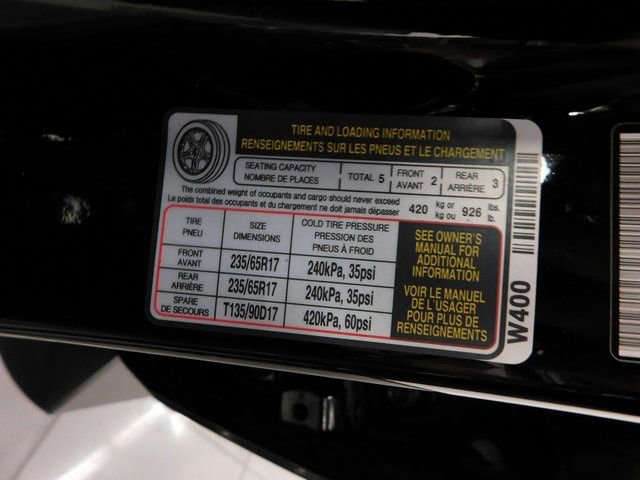 TIRE AND LOADING INFORMATION
RENSEIGNEMENTS SUR LES PNEUS ET LE CHARGEMENT
SEATING CAPACITY
NOMBRE DE PLACES
TOTAL 5
FRONT
AVANT 2
REAR
ARRIÈRE 3
The combined weight of occupants and cargo should never exceed
Le poids total des occupants et du chargement ne doit jamais dépasser
420 kg or
kg ou 926 lbs.
lb.
TIRE
PNEU
SIZE
DIMENSIONS
COLD TIRE PRESSURE
PRESSION DES
PNEUS À FROID
FRONT
AVANT
235/65R17
240kPa, 35psi
REAR
ARRIÈRE
235/65R17
240kPa, 35psi
SPARE
DE SECOURS
T135/90D17
420kPa, 60psi
SEE OWNER'S
MANUAL FOR
ADDITIONAL
INFORMATION
VOIR LE MANUEL
DE L'USAGER
POUR PLUS DE
RENSEIGNEMENTS
W400